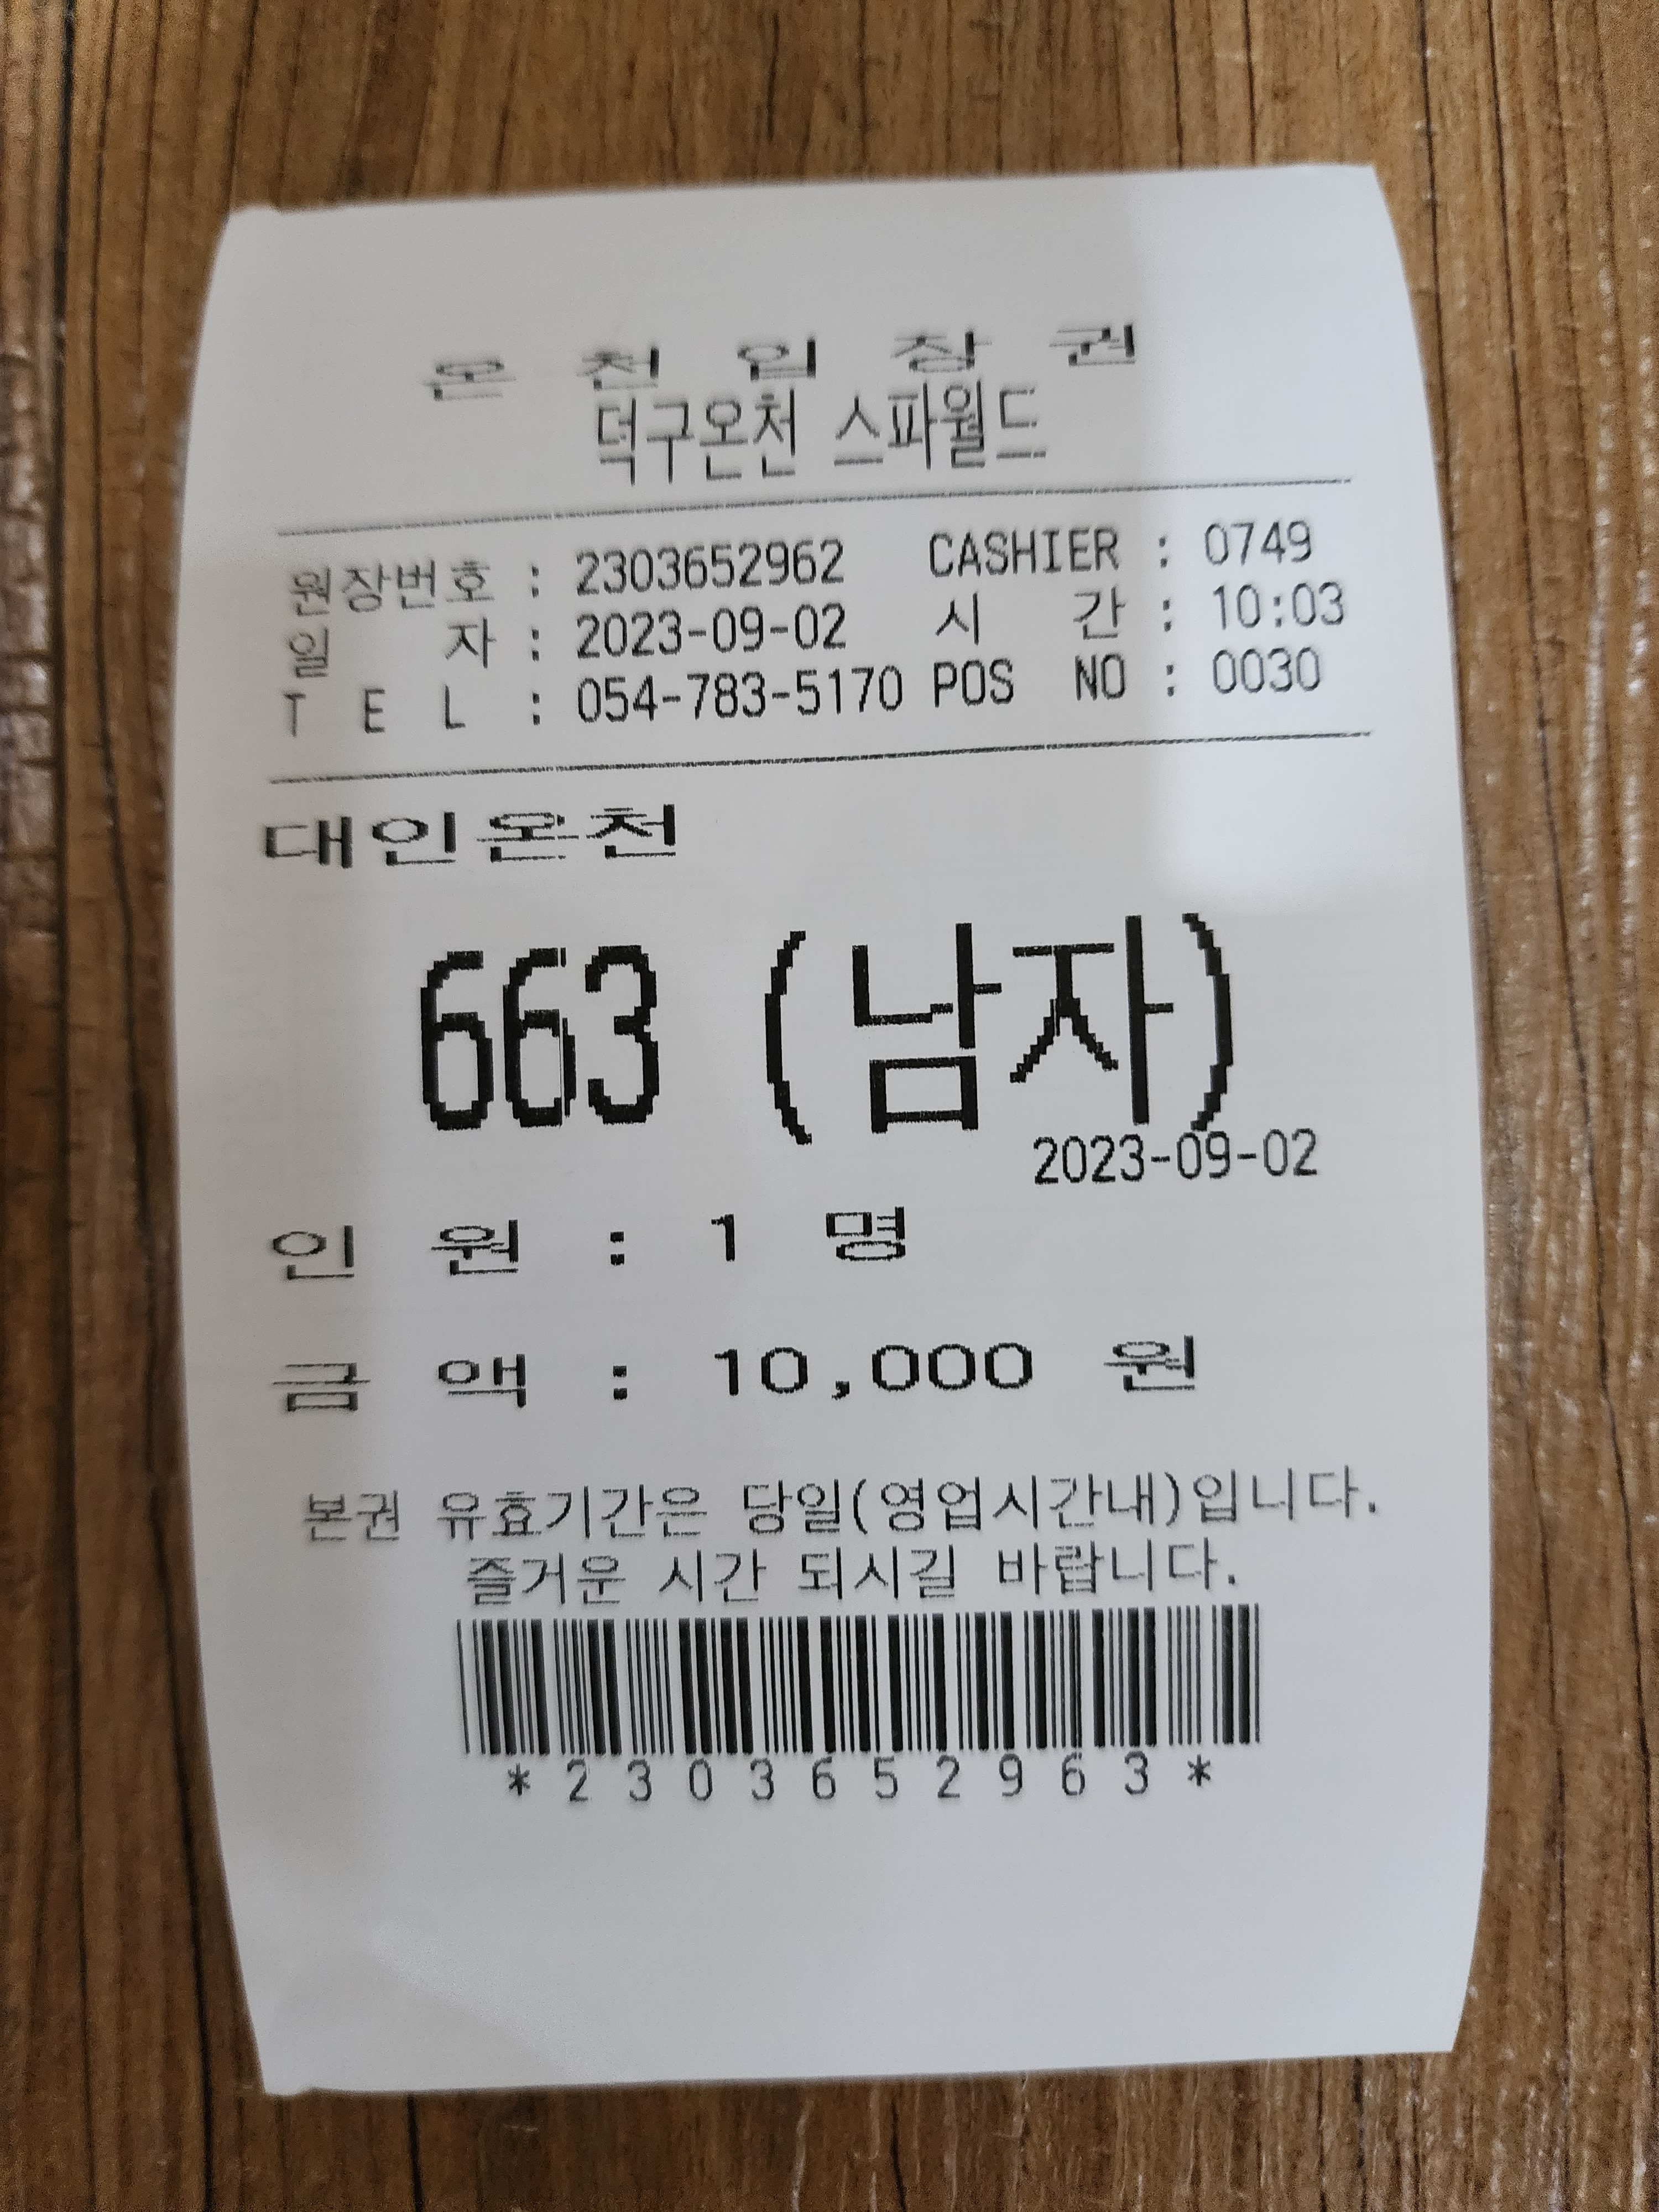 온 천 입 장 권
덕구온천 스파월드
원장번호 : 2303652962 CASHIER : 0749
일 자 : 2023-09-02 시 간 : 10:03
T E L : 054-783-5170 POS NO : 0030
대인온천
663 (남자)
2023-09-02
인 원 : 1 명
금 액 : 10,000 원
본권 유효기간은 당일(영업시간내)입니다.
즐거운 시간 되시길 바랍니다.
*2303652963*